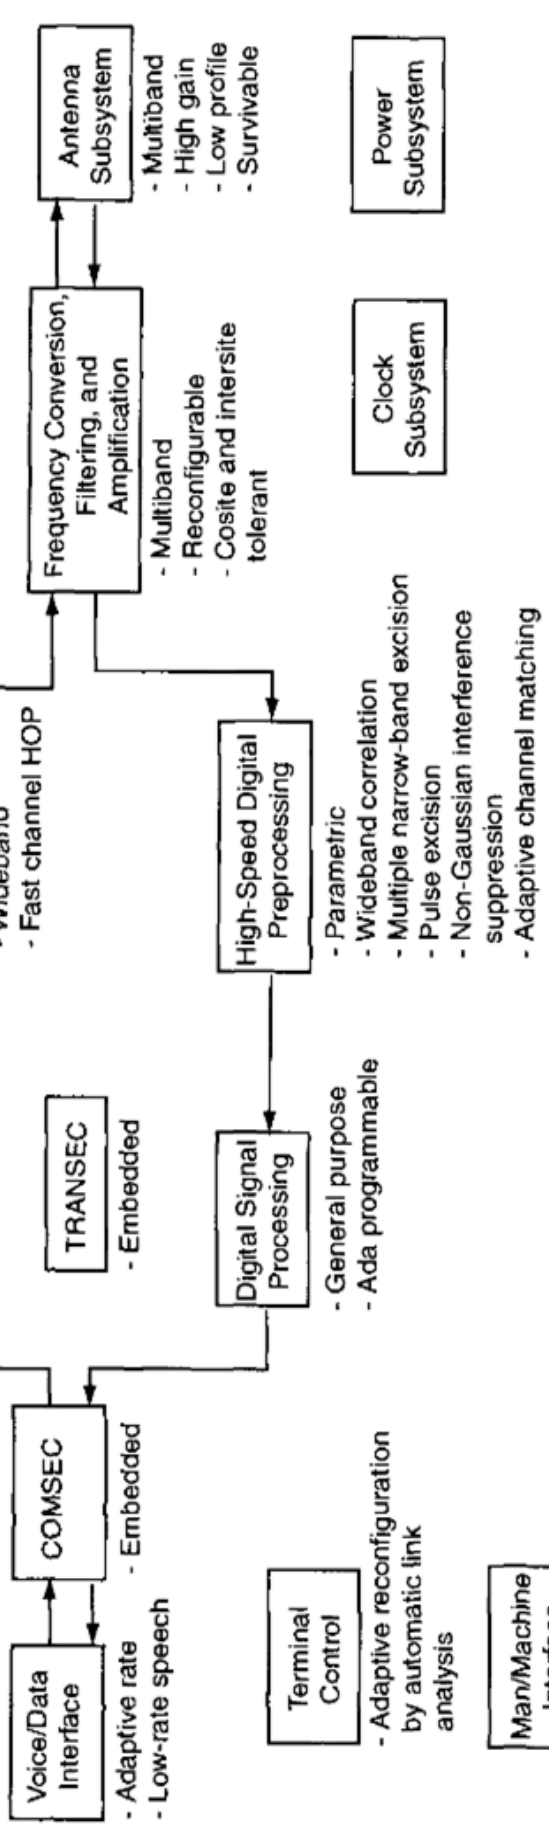 - Wideband
- Fast channel HOP
Voice/Data
Interface
- Adaptive rate
- Low-rate speech
COMSEC
- Embedded
TRANSEC
- Embedded
Frequency Conversion,
Filtering, and
Amplification
- Multiband
- Reconfigurable
- Cosite and intersite
tolerant
Antenna
Subsystem
- Multiband
- High gain
- Low profile
- Survivable
Digital Signal
Processing
- General purpose
- Ada programmable
High-Speed Digital
Preprocessing
- Parametric
- Wideband correlation
- Multiple narrow-band excision
- Pulse excision
- Non-Gaussian interference
suppression
- Adaptive channel matching
Terminal
Control
- Adaptive reconfiguration
by automatic link
analysis
Clock
Subsystem
Power
Subsystem
Man/Machine
Interface